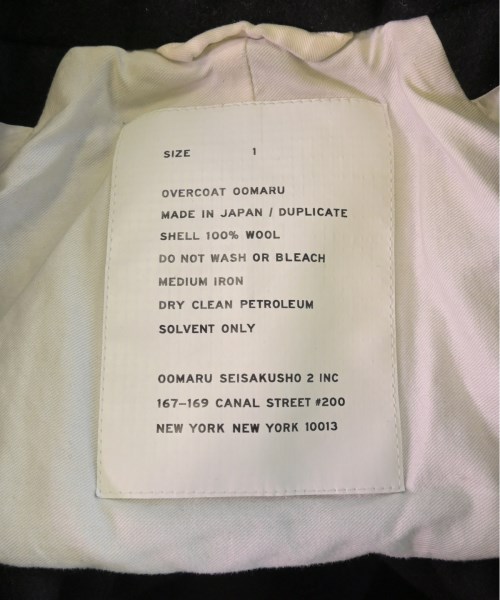 SIZE 1
OVERCOAT OOMARU
MADE IN JAPAN / DUPLICATE
SHELL 100% WOOL
DO NOT WASH OR BLEACH
MEDIUM IRON
DRY CLEAN PETROLEUM
SOLVENT ONLY
OOMARU SEISAKUSHO 2 INC
167–169 CANAL STREET #200
NEW YORK NEW YORK 10013